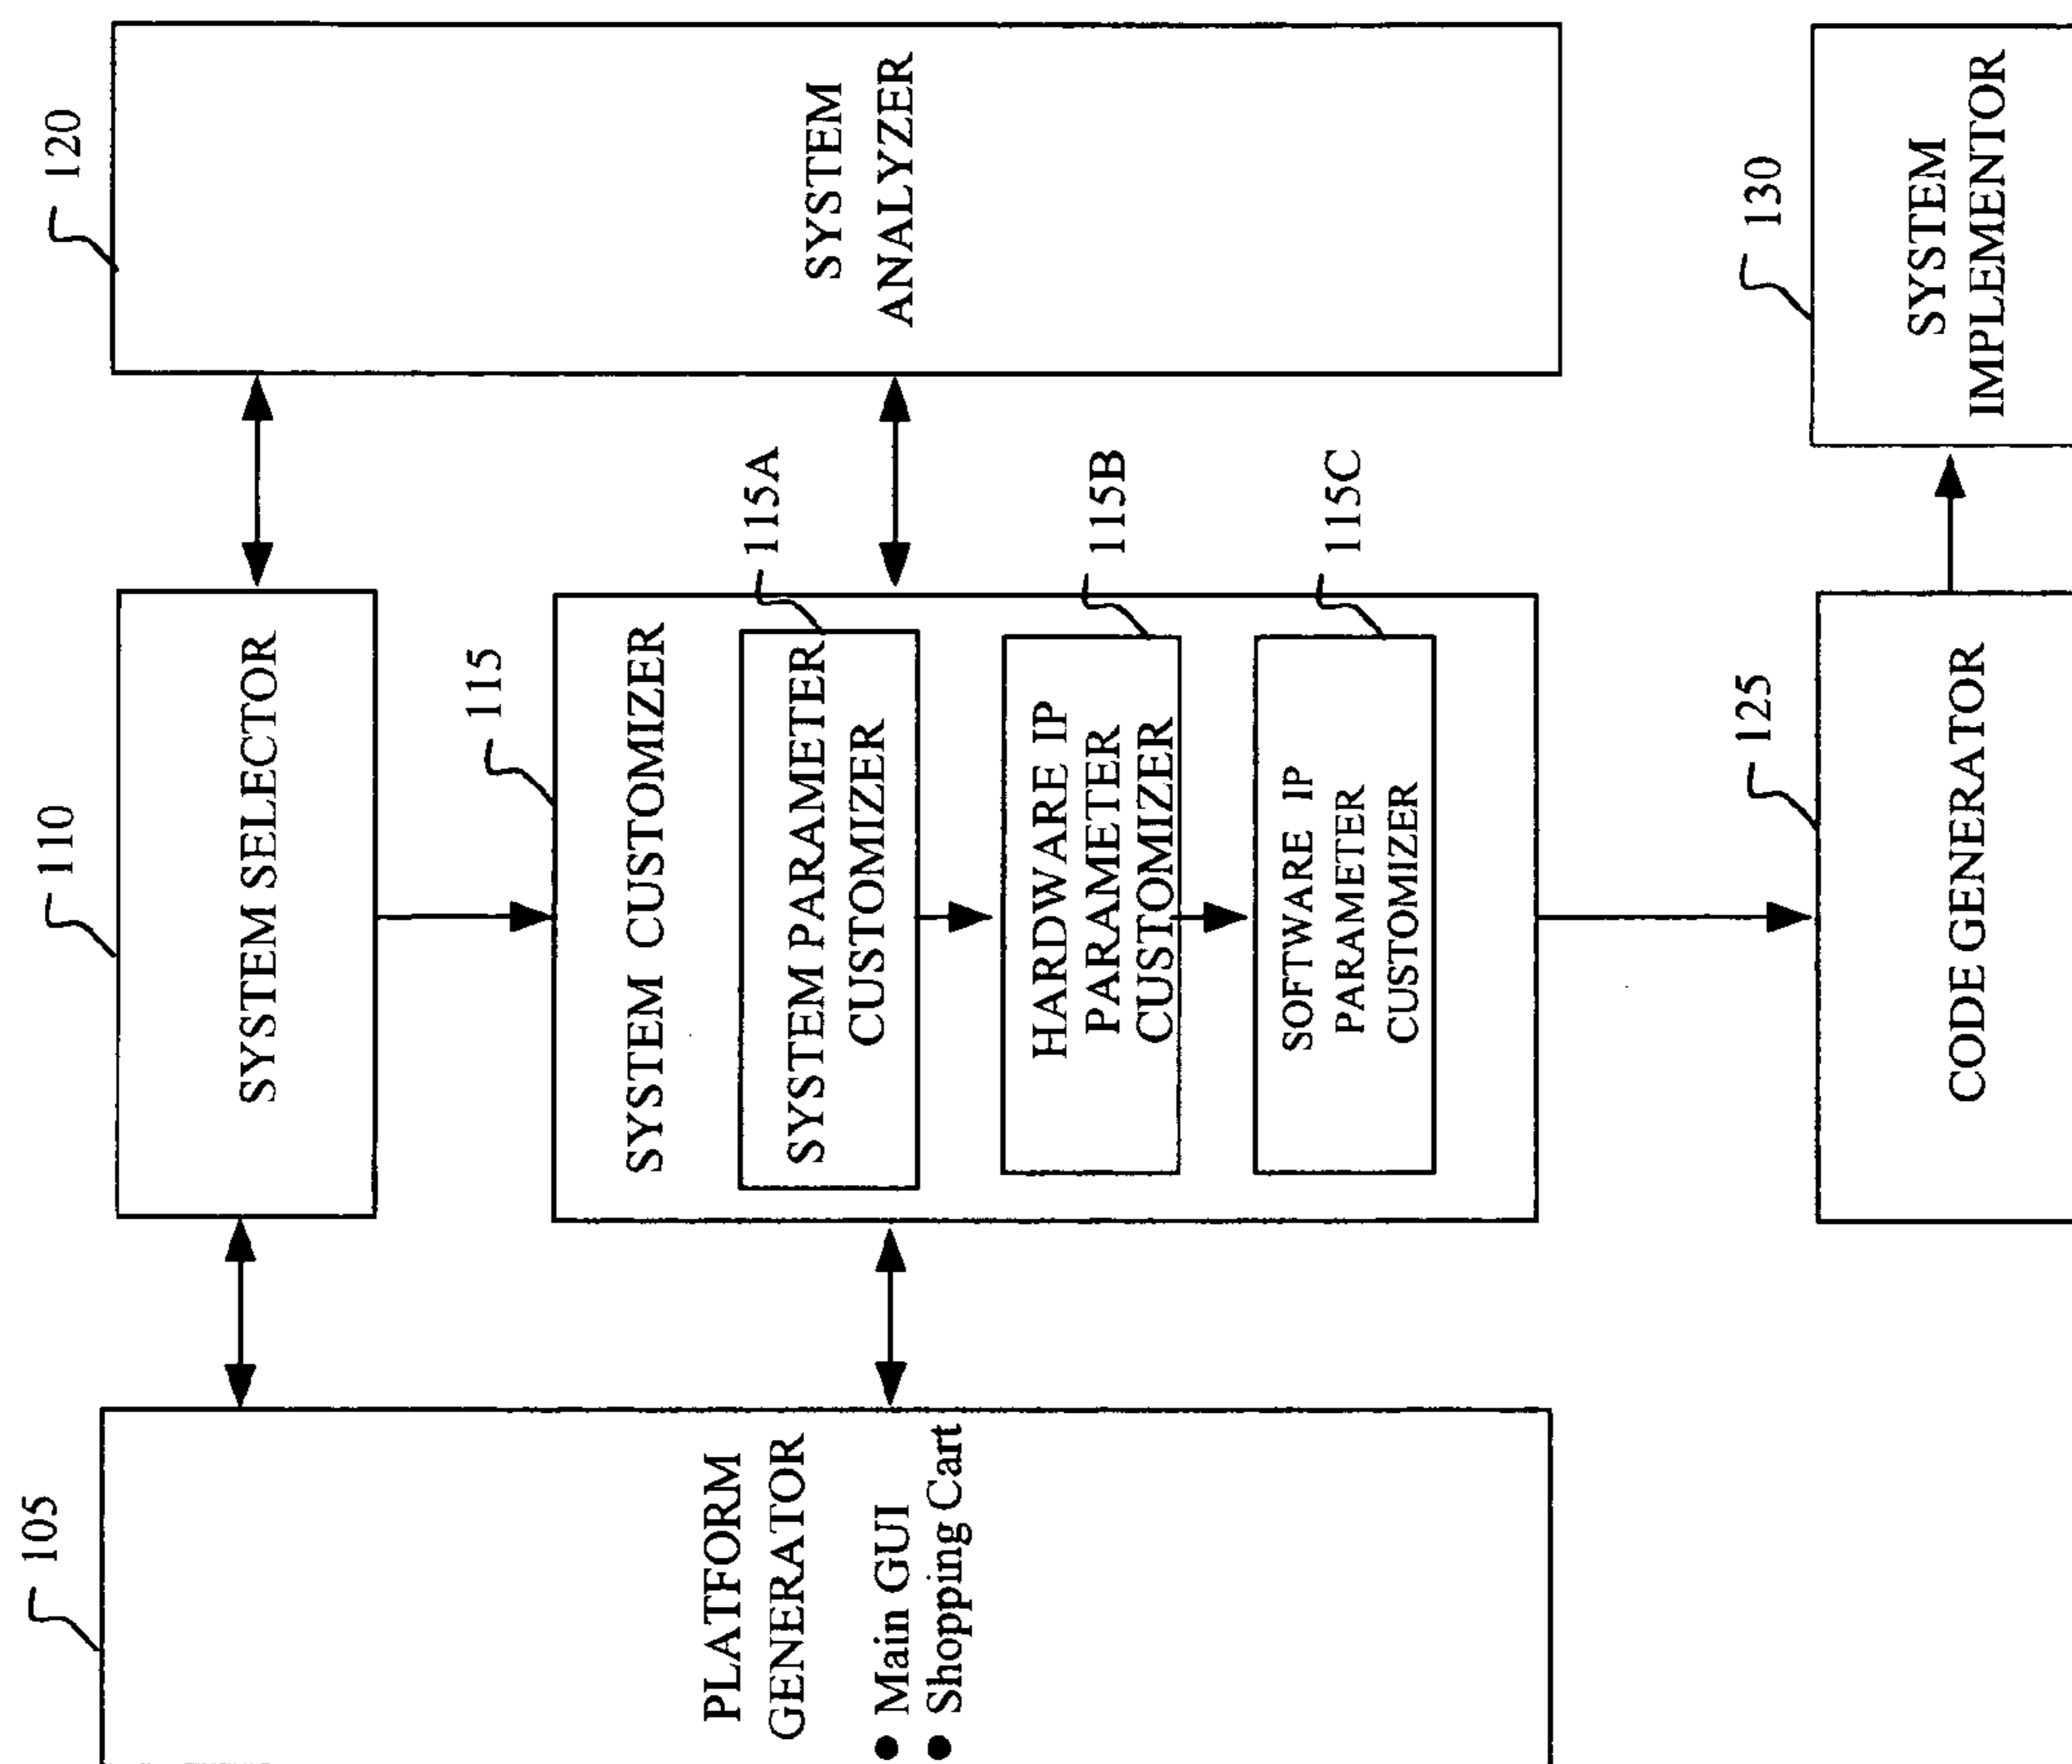 105
PLATFORM
GENERATOR
● Main GUI
● Shopping Cart
110
SYSTEM SELECTOR
115
SYSTEM CUSTOMIZER
115A
SYSTEM PARAMETER
CUSTOMIZER
115B
HARDWARE IP
PARAMETER
CUSTOMIZER
115C
SOFTWARE IP
PARAMETER
CUSTOMIZER
120
SYSTEM
ANALYZER
125
CODE GENERATOR
130
SYSTEM
IMPLEMENTOR